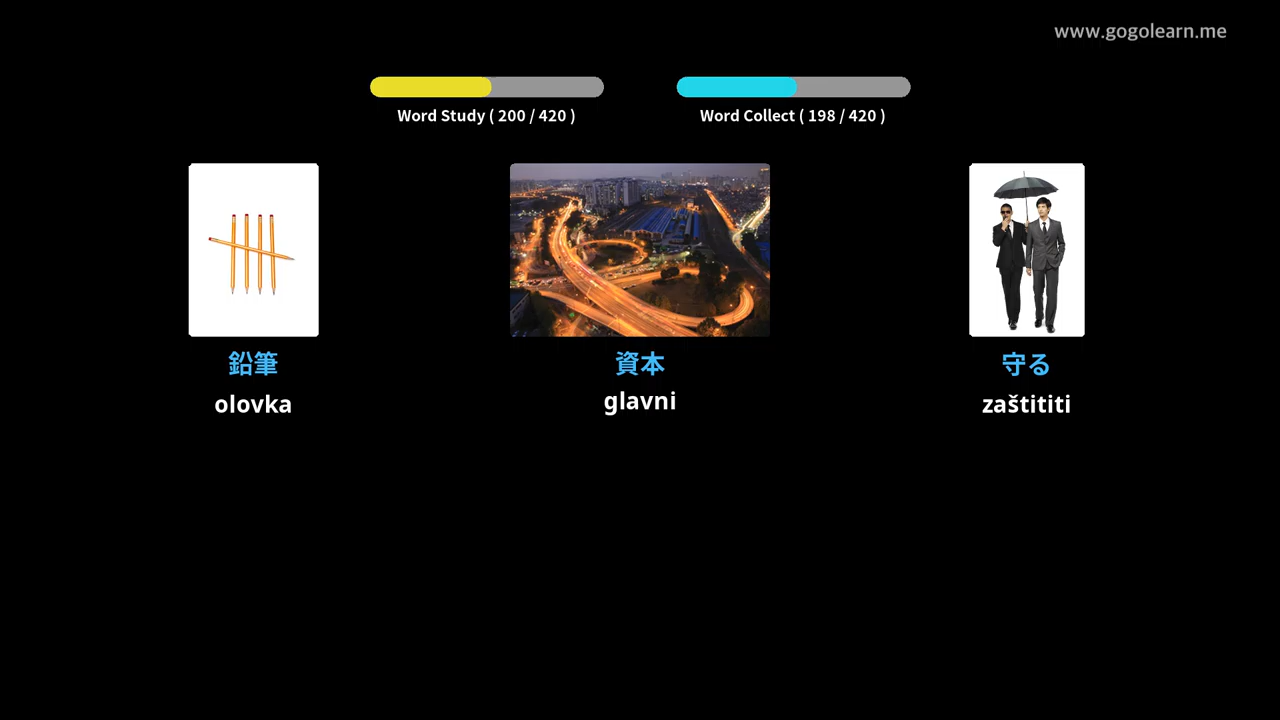 www.gogolearn.me
Word Study ( 200 / 420 )
Word Collect ( 198 / 420 )
鉛筆
資本
守る
olovka
glavni
zaštititi